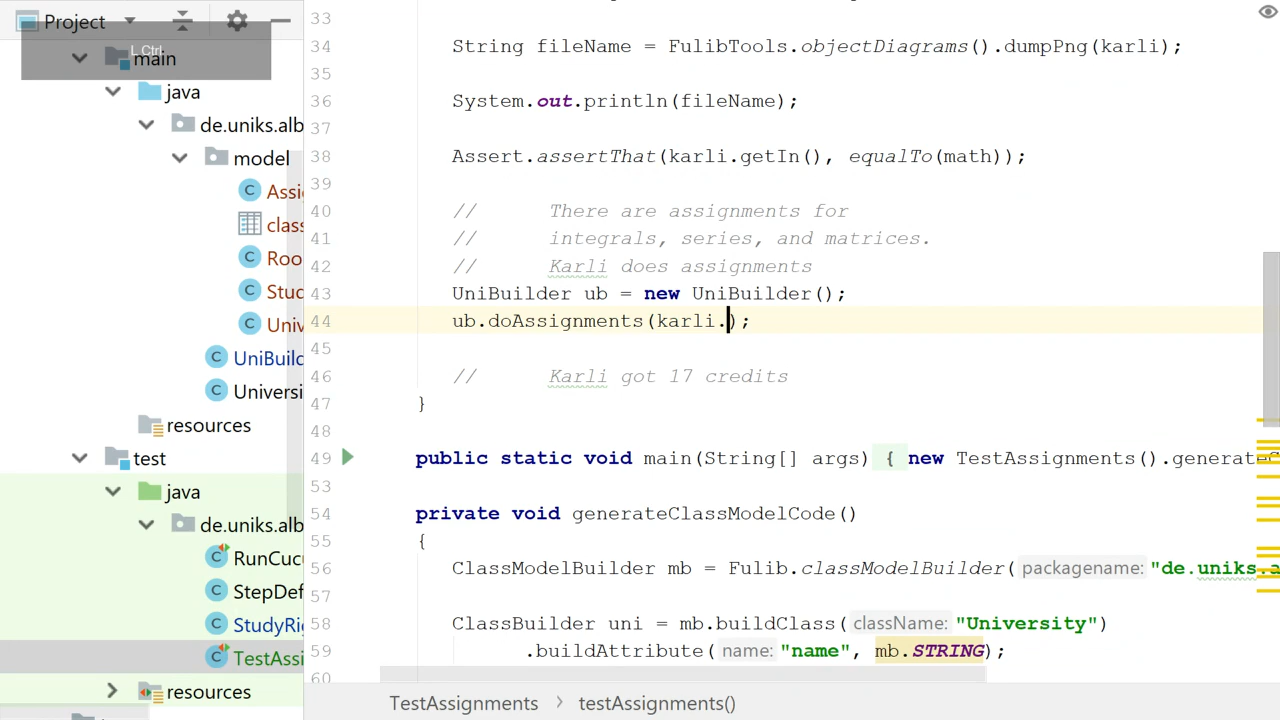 Project
L Ctrl
main
java
de.uniks.alb
model
Assi
clas
Roo
Stud
Univ
UniBuild
Universi
resources
test
java
de.uniks.alb
RunCucu
StepDef
StudyRi
TestAssi
resources
33
34 String fileName = FulibTools.objectDiagrams().dumpPng(karli);
35
36 System.out.println(fileName);
37
38 Assert.assertThat(karli.getIn(), equalTo(math));
39
40 // There are assignments for
41 // integrals, series, and matrices.
42 // Karli does assignments
43 UniBuilder ub = new UniBuilder();
44 ub.doAssignments(karli.);
45
46 // Karli got 17 credits
47 }
48
49 public static void main(String[] args) { new TestAssignments().generateC
53
54 private void generateClassModelCode()
55 {
56 ClassModelBuilder mb = Fulib.classModelBuilder( packagename: "de.uniks.a
57
58 ClassBuilder uni = mb.buildClass( className: "University")
59 .buildAttribute( name: "name", mb.STRING);
60
TestAssignments > testAssignments()